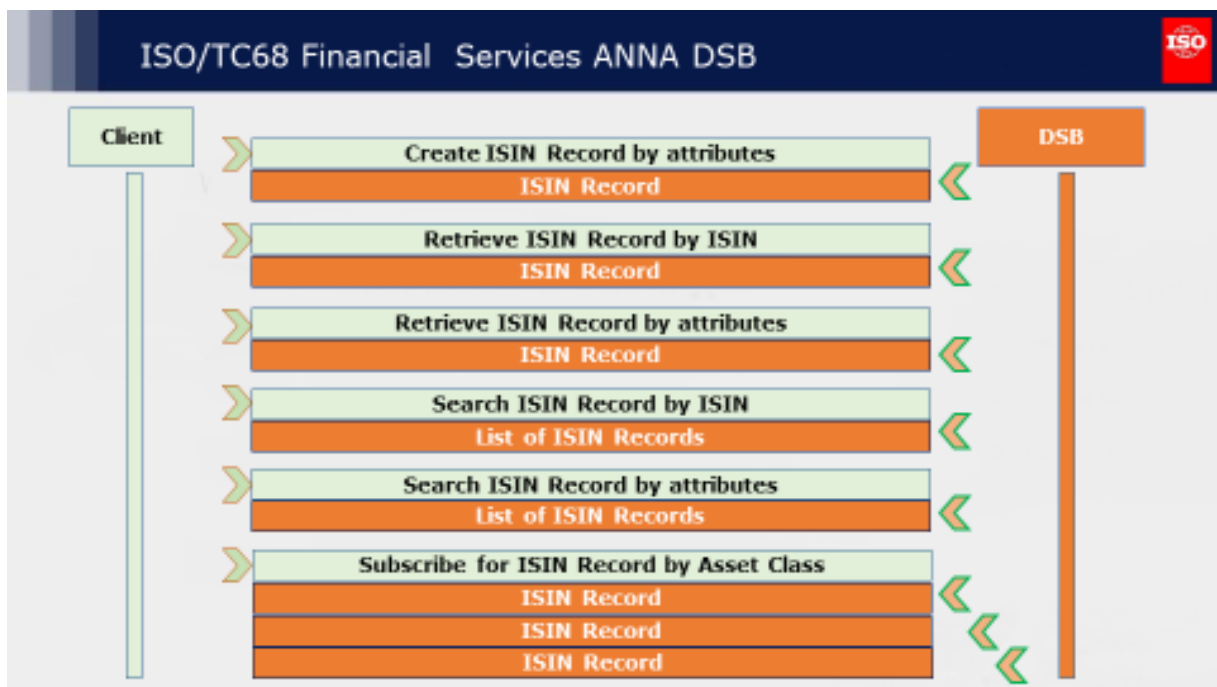 ISO/TC68 Financial Services ANNA DSB
ISO
Client
DSB
Create ISIN Record by attributes
ISIN Record
Retrieve ISIN Record by ISIN
ISIN Record
Retrieve ISIN Record by attributes
ISIN Record
Search ISIN Record by ISIN
List of ISIN Records
Search ISIN Record by attributes
List of ISIN Records
Subscribe for ISIN Record by Asset Class
ISIN Record
ISIN Record
ISIN Record